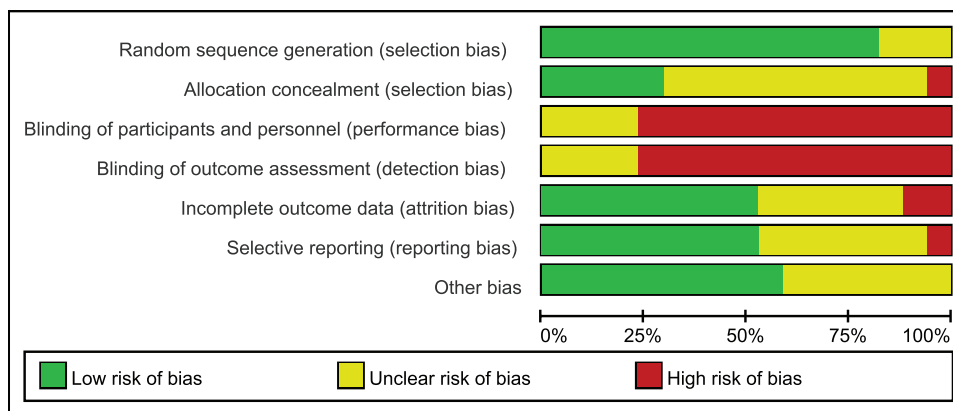 Random sequence generation (selection bias)
Allocation concealment (selection bias)
Blinding of participants and personnel (performance bias)
Blinding of outcome assessment (detection bias)
Incomplete outcome data (attrition bias)
Selective reporting (reporting bias)
Other bias
0% 25% 50% 75% 100%
Low risk of bias Unclear risk of bias High risk of bias